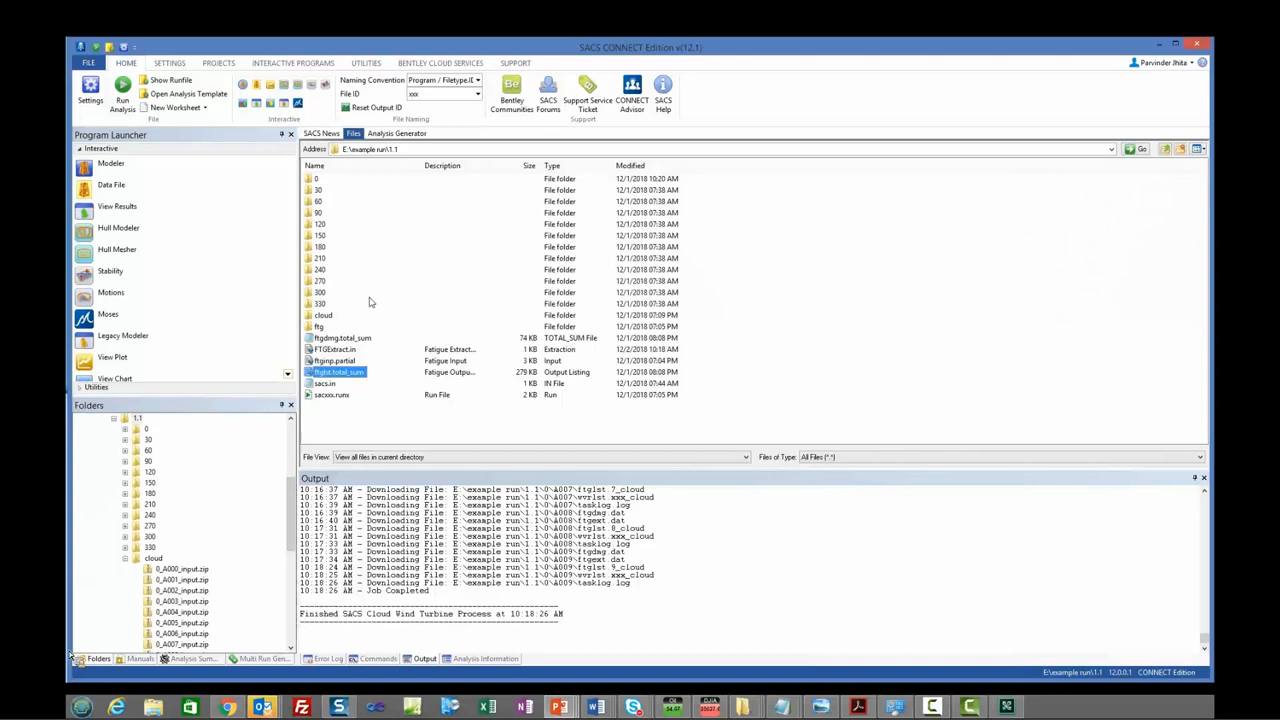 SACS CONNECT Edition v(12.1)
FILE HOME SETTINGS PROJECTS INTERACTIVE PROGRAMS UTILITIES BENTLEY CLOUD SERVICES SUPPORT
Parvinder Jhita
Settings
Run Analysis
Show Runfile
Open Analysis Template
New Worksheet
File
Interactive
Naming Convention Program / Filetype.ID
File ID xxx
Reset Output ID
File Naming
Bentley Communities
SACS Forums
Support Service Ticket
CONNECT Advisor
SACS Help
Support
Program Launcher
Interactive
Modeler
Data File
View Results
Hull Modeler
Hull Mesher
Stability
Motions
Moses
Legacy Modeler
View Plot
View Chart
Utilities
Folders
1.1
0
30
60
90
120
150
180
210
240
270
300
330
cloud
0_A000_input.zip
0_A001_input.zip
0_A002_input.zip
0_A003_input.zip
0_A004_input.zip
0_A005_input.zip
0_A006_input.zip
0_A007_input.zip
Folders Manuals Analysis Sum... Multi Run Gen...
SACS News Files Analysis Generator
Address E:\example run\1.1 Go
Name Description Size Type Modified
0 File folder 12/1/2018 10:20 AM
30 File folder 12/1/2018 07:38 AM
60 File folder 12/1/2018 07:38 AM
90 File folder 12/1/2018 07:38 AM
120 File folder 12/1/2018 07:38 AM
150 File folder 12/1/2018 07:38 AM
180 File folder 12/1/2018 07:38 AM
210 File folder 12/1/2018 07:38 AM
240 File folder 12/1/2018 07:38 AM
270 File folder 12/1/2018 07:38 AM
300 File folder 12/1/2018 07:38 AM
330 File folder 12/1/2018 07:38 AM
cloud File folder 12/1/2018 07:09 PM
ftg File folder 12/1/2018 07:05 PM
ftgdmg.total_sum 74 KB TOTAL_SUM File 12/1/2018 08:08 PM
FTGExtract.in Fatigue Extract... 1 KB Extraction 12/2/2018 10:18 AM
ftginp.partial Fatigue Input 3 KB Input 12/1/2018 07:04 PM
ftglst.total_sum Fatigue Outpu... 279 KB Output Listing 12/1/2018 08:08 PM
sacs.in 1 KB IN File 12/1/2018 07:44 AM
sacxxx.runx Run File 2 KB Run 12/1/2018 07:05 PM
File View: View all files in current directory Files of Type: All Files (*.*)
Output
10:16:37 AM - Downloading File: E:\example run\1.1\0\A007\ftglst.7_cloud
10:16:37 AM - Downloading File: E:\example run\1.1\0\A007\wvrlst.xxx_cloud
10:16:39 AM - Downloading File: E:\example run\1.1\0\A007\tasklog.log
10:16:39 AM - Downloading File: E:\example run\1.1\0\A008\ftgdmg.dat
10:16:40 AM - Downloading File: E:\example run\1.1\0\A008\ftgext.dat
10:17:31 AM - Downloading File: E:\example run\1.1\0\A008\ftglst.8_cloud
10:17:31 AM - Downloading File: E:\example run\1.1\0\A008\wvrlst.xxx_cloud
10:17:31 AM - Downloading File: E:\example run\1.1\0\A008\tasklog.log
10:17:33 AM - Downloading File: E:\example run\1.1\0\A009\ftgdmg.dat
10:17:34 AM - Downloading File: E:\example run\1.1\0\A009\ftgext.dat
10:18:24 AM - Downloading File: E:\example run\1.1\0\A009\ftglst.9_cloud
10:18:25 AM - Downloading File: E:\example run\1.1\0\A009\wvrlst.xxx_cloud
10:18:26 AM - Downloading File: E:\example run\1.1\0\A009\tasklog.log
10:18:26 AM - Job Completed
Finished SACS Cloud Wind Turbine Process at 10:18:26 AM
Error Log Commands Output Analysis Information
E:\example run\1.1 12.0.0.1 CONNECT Edition